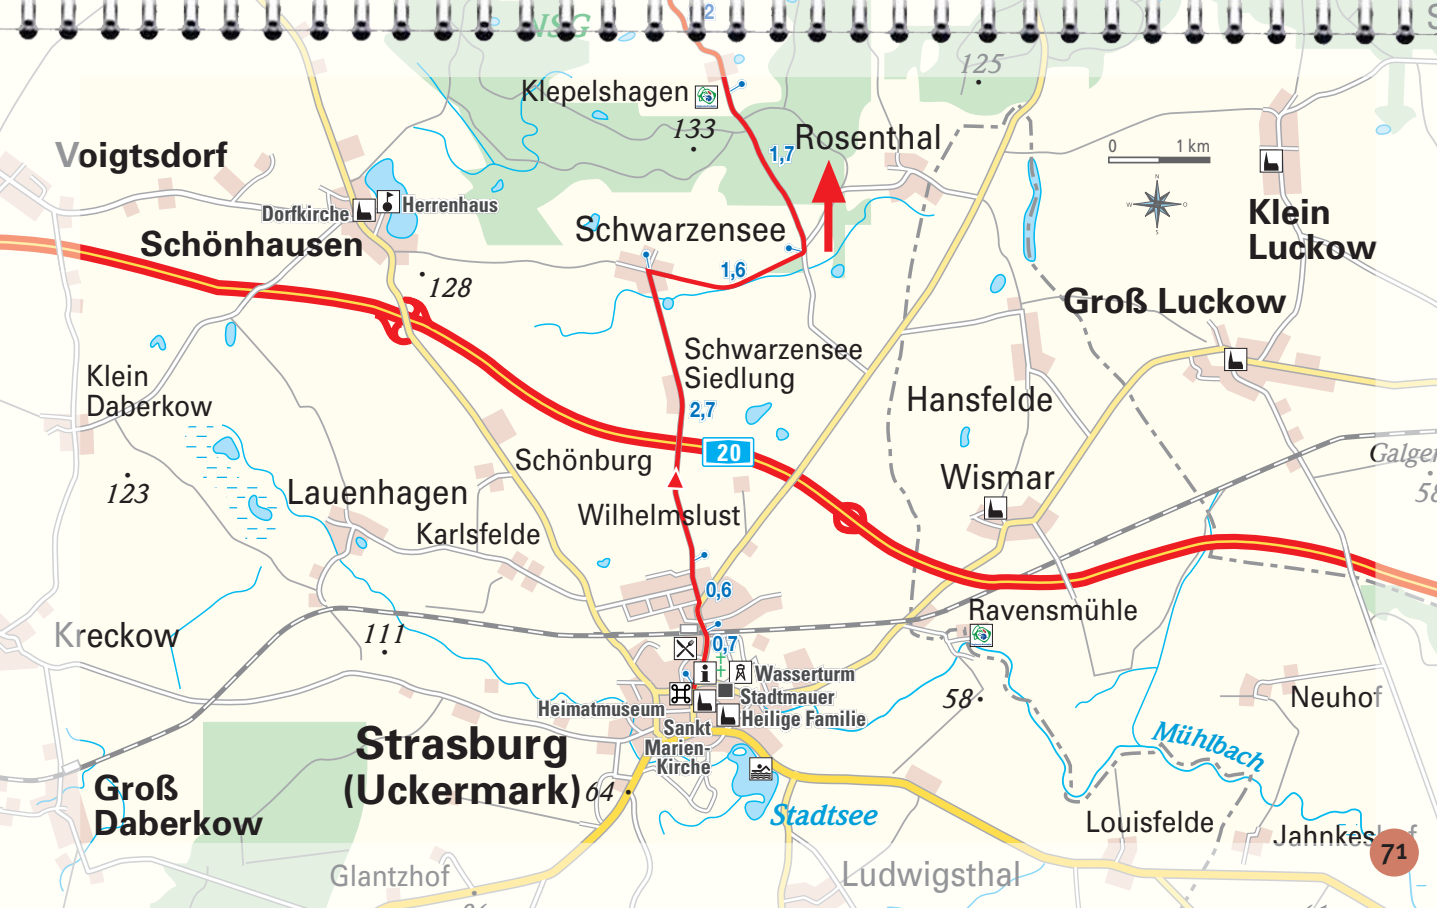 2
NSG
125
Klepelshagen
133
1,7
Rosenthal
0 1 km
N
W O
S
Voigtsdorf
Dorfkirche
Herrenhaus
Schönhausen
Schwarzensee
1,6
128
Klein
Luckow
Groß Luckow
Schwarzensee
Siedlung
Klein
Daberkow
2,7
Hansfelde
20
Schönburg
Wismar
123
Lauenhagen
Wilhelmslust
Karlsfelde
0,6
Ravensmühle
Kreckow
111
0,7
Wasserturm
Stadtmauer
Heimatmuseum
Heilige Familie
Sankt
Marien-
Kirche
58
Neuhof
Mühlbach
Strasburg
(Uckermark)
64
Groß
Daberkow
Stadtsee
Louisfelde
71
Glantzhof
Ludwigsthal